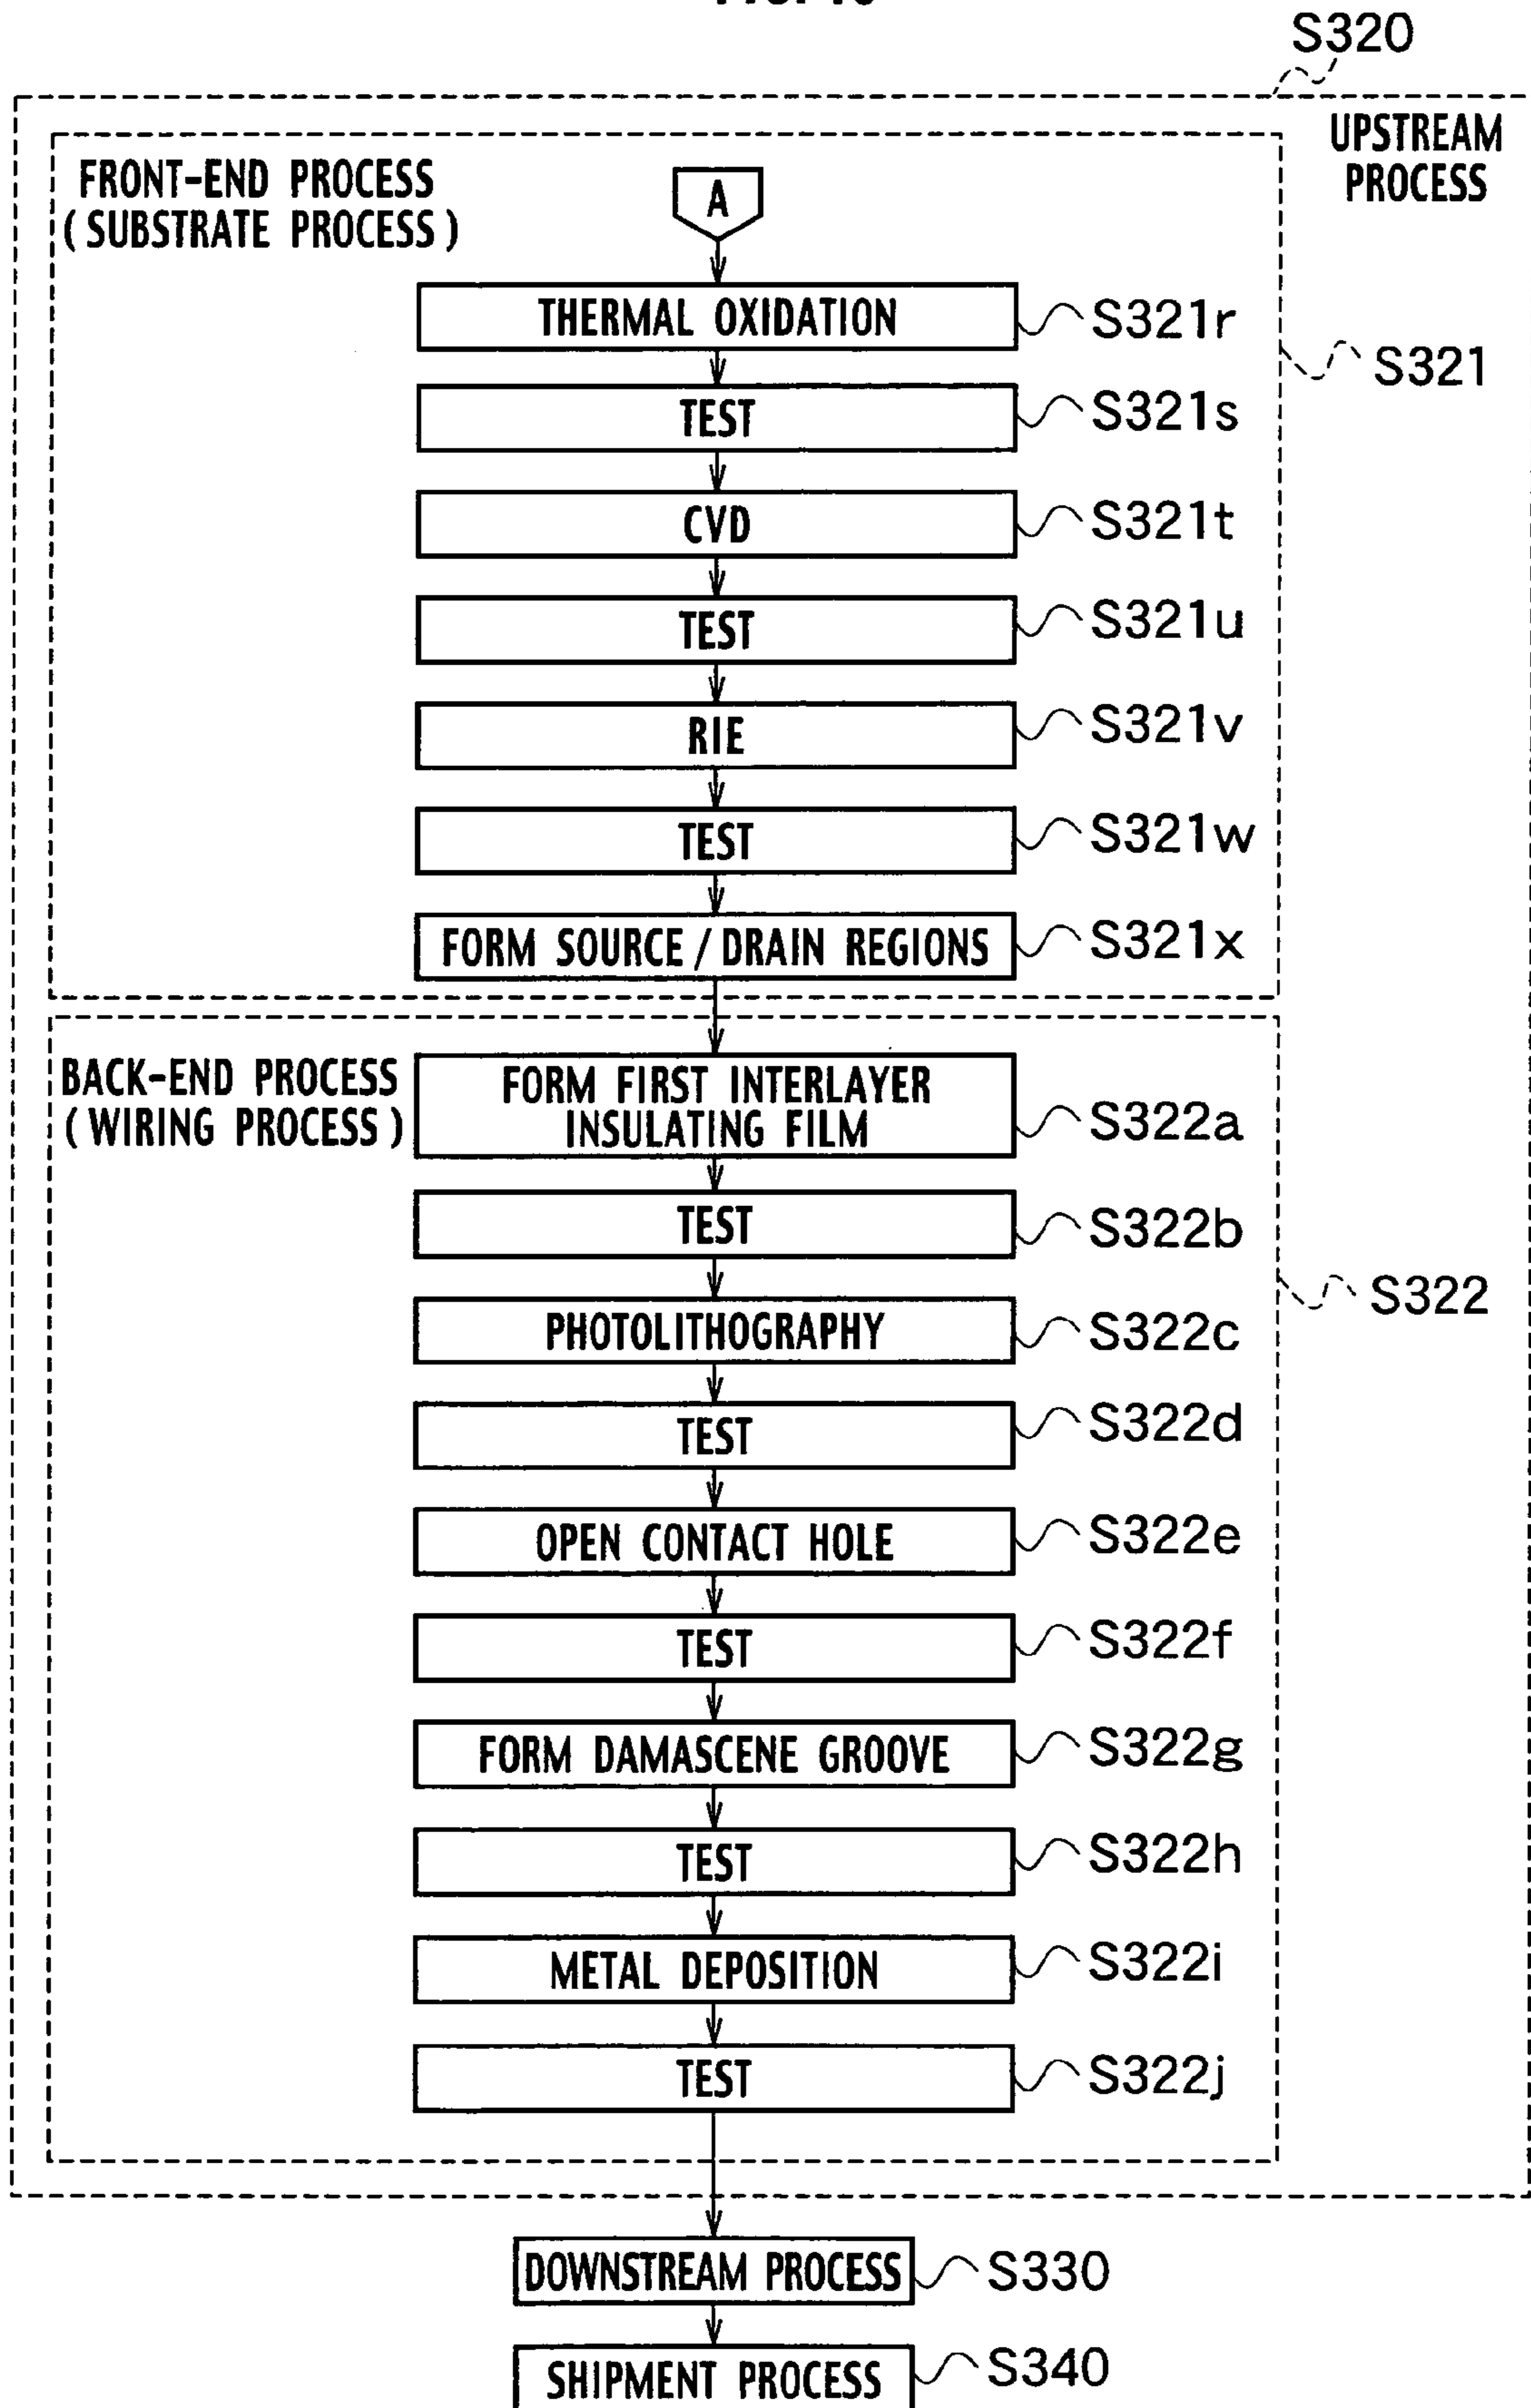 S320
UPSTREAM
PROCESS
FRONT-END PROCESS
(SUBSTRATE PROCESS)
A
THERMAL OXIDATION
S321r
S321
TEST
S321s
CVD
S321t
TEST
S321u
RIE
S321v
TEST
S321w
FORM SOURCE / DRAIN REGIONS
S321x
BACK-END PROCESS
(WIRING PROCESS)
FORM FIRST INTERLAYER
INSULATING FILM
S322a
TEST
S322b
S322
PHOTOLITHOGRAPHY
S322c
TEST
S322d
OPEN CONTACT HOLE
S322e
TEST
S322f
FORM DAMASCENE GROOVE
S322g
TEST
S322h
METAL DEPOSITION
S322i
TEST
S322j
DOWNSTREAM PROCESS
S330
SHIPMENT PROCESS
S340